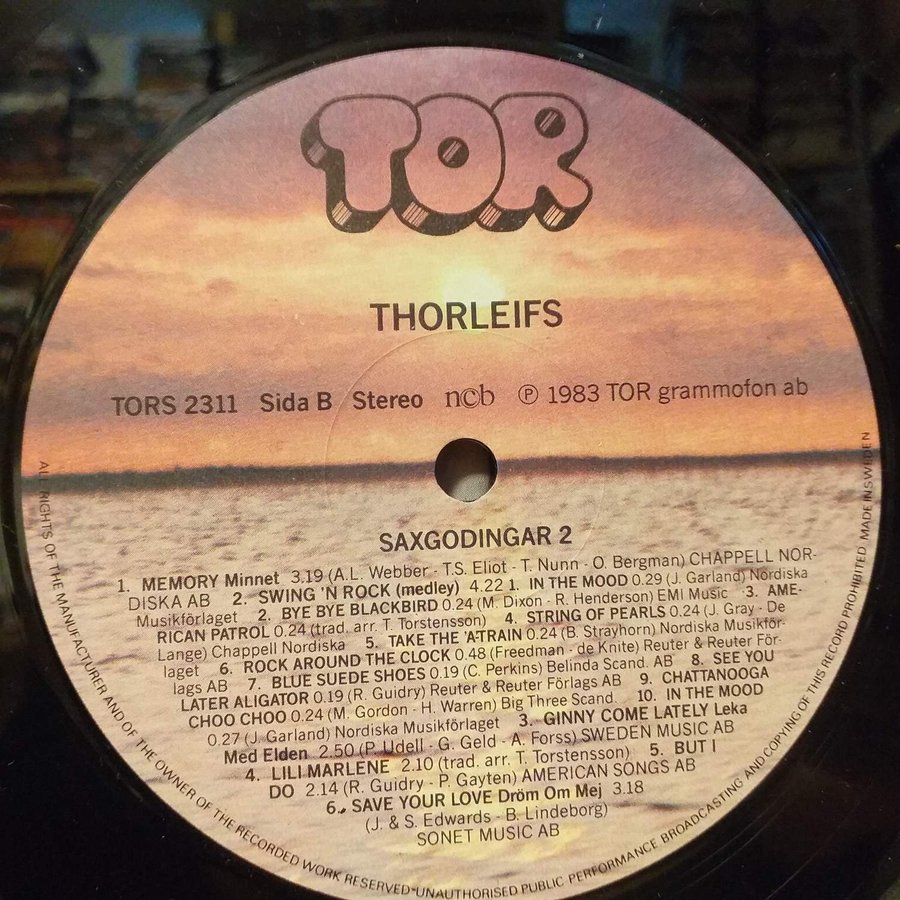 TOR
THORLEIFS
TORS 2311 Sida B Stereo n©b ℗ 1983 TOR grammofon ab
SAXGODINGAR 2
1. MEMORY Minnet 3.19 (A.L. Webber - T.S. Eliot - T. Nunn - O. Bergman) CHAPPELL NOR-
DISKA AB 2. SWING 'N ROCK (medley) 4.22 1. IN THE MOOD 0.29 (J. Garland) Nordiska
Musikförlaget 2. BYE BYE BLACKBIRD 0.24 (M. Dixon - R. Henderson) EMI Music 3. AME-
RICAN PATROL 0.24 (trad. arr. T. Torstensson) 4. STRING OF PEARLS 0.24 (J. Gray - De
Lange) Chappell Nordiska 5. TAKE THE 'A'TRAIN 0.24 (B. Strayhorn) Nordiska Musikför-
laget 6. ROCK AROUND THE CLOCK 0.48 (Freedman - de Knite) Reuter & Reuter För-
lags AB 7. BLUE SUEDE SHOES 0.19 (C. Perkins) Belinda Scand. AB 8. SEE YOU
LATER ALIGATOR 0.19 (R. Guidry) Reuter & Reuter Förlags AB 9. CHATTANOOGA
CHOO CHOO 0.24 (M. Gordon - H. Warren) Big Three Scand. 10. IN THE MOOD
0.27 (J. Garland) Nordiska Musikförlaget 3. GINNY COME LATELY Leka
Med Elden 2.50 (P. Udell - G. Geld - A. Forss) SWEDEN MUSIC AB
4. LILI MARLENE 2.10 (trad. arr. T. Torstensson) 5. BUT I
DO 2.14 (R. Guidry - P. Gayten) AMERICAN SONGS AB
6. SAVE YOUR LOVE Dröm Om Mej 3.18
(J. & S. Edwards - B. Lindeborg)
SONET MUSIC AB
ALL RIGHTS OF THE MANUFACTURER AND OF THE OWNER OF THE RECORDED WORK RESERVED-UNAUTHORISED PUBLIC PERFORMANCE BROADCASTING AND COPYING OF THIS RECORD PROHIBITED. MADE IN SWEDEN